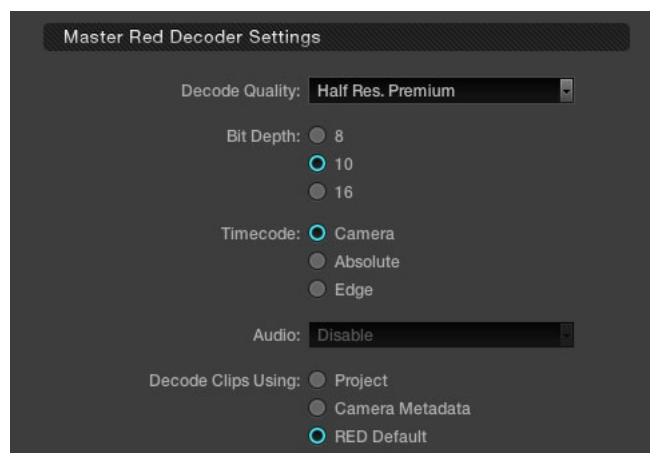 Master Red Decoder Settings
Decode Quality: Half Res. Premium
Bit Depth: 8
10
16
Timecode: Camera
Absolute
Edge
Audio: Disable
Decode Clips Using: Project
Camera Metadata
RED Default